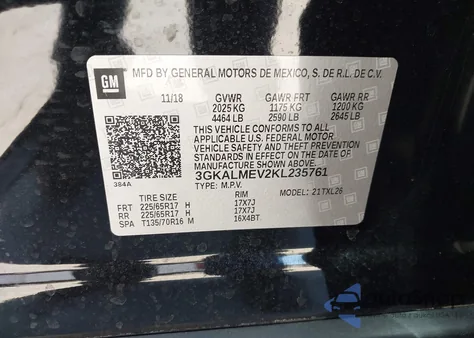 GM
MFD BY GENERAL MOTORS DE MEXICO, S. DE R.L. DE C.V.
11/18 GVWR GAWR FRT GAWR RR
2025 KG 1175 KG 1200 KG
4464 LB 2590 LB 2645 LB
THIS VEHICLE CONFORMS TO ALL
APPLICABLE U.S. FEDERAL MOTOR
VEHICLE SAFETY AND THEFT PREVENTION
STANDARDS IN EFFECT ON THE DATE OF
MANUFACTURE SHOWN ABOVE.
384A
3GKALMEV2KL235761
TYPE: M.P.V. MODEL: 21TXL26
TIRE SIZE RIM
FRT 225/65R17 H 17X7J
RR 225/65R17 H 17X7J
SPA T135/70R16 M 16X4BT